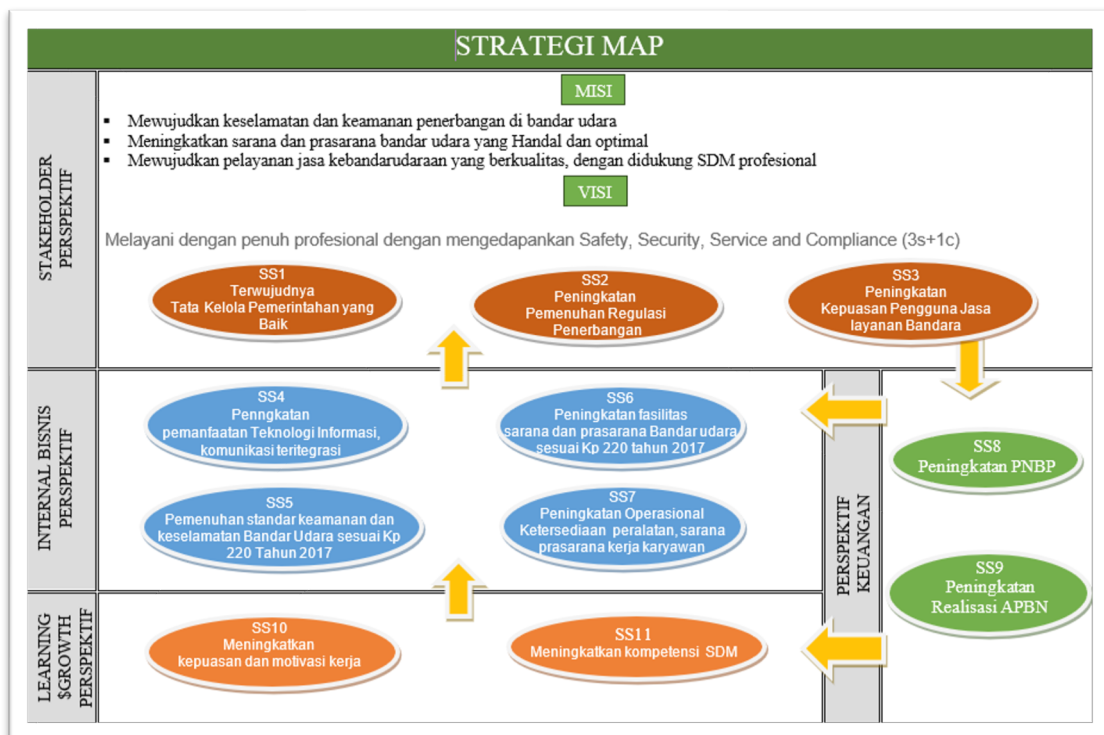 STRATEGI MAP
STAKEHOLDER
PERSPEKTIF
MISI
▪ Mewujudkan keselamatan dan keamanan penerbangan di bandar udara
▪ Meningkatkan sarana dan prasarana bandar udara yang Handal dan optimal
▪ Mewujudkan pelayanan jasa kebandarudaraan yang berkualitas, dengan didukung SDM profesional
VISI
Melayani dengan penuh profesional dengan mengedapankan Safety, Security, Service and Compliance (3s+1c)
SS1
Terwujudnya
Tata Kelola Pemerintahan yang
Baik
SS2
Peningkatan
Pemenuhan Regulasi
Penerbangan
SS3
Peningkatan
Kepuasan Pengguna Jasa
layanan Bandara
INTERNAL BISNIS
PERSPEKTIF
SS4
Penngkatan
pemanfaatan Teknologi Informasi,
komunikasi teritegrasi
SS6
Peningkatan fasilitas
sarana dan prasarana Bandar udara
sesuai Kp 220 tahun 2017
SS5
Pemenuhan standar keamanan dan
keselamatan Bandar Udara sesuai Kp
220 Tahun 2017
SS7
Peningkatan Operasional
Ketersediaan peralatan, sarana
prasarana kerja karyawan
PERSPEKTIF
KEUANGAN
SS8
Peningkatan PNBP
SS9
Peningkatan
Realisasi APBN
LEARNING
$GROWTH
PERSPEKTIF
SS10
Meningkatkan
kepuasan dan motivasi kerja
SS11
Meningkatkan kompetensi SDM